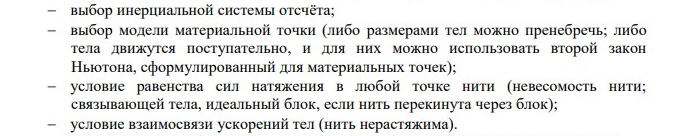 – выбор инерциальной системы отсчёта;
– выбор модели материальной точки (либо размерами тел можно пренебречь; либо
тела движутся поступательно, и для них можно использовать второй закон
Ньютона, сформулированный для материальных точек);
– условие равенства сил натяжения в любой точке нити (невесомость нити;
связывающей тела, идеальный блок, если нить перекинута через блок);
– условие взаимосвязи ускорений тел (нить нерастяжима).